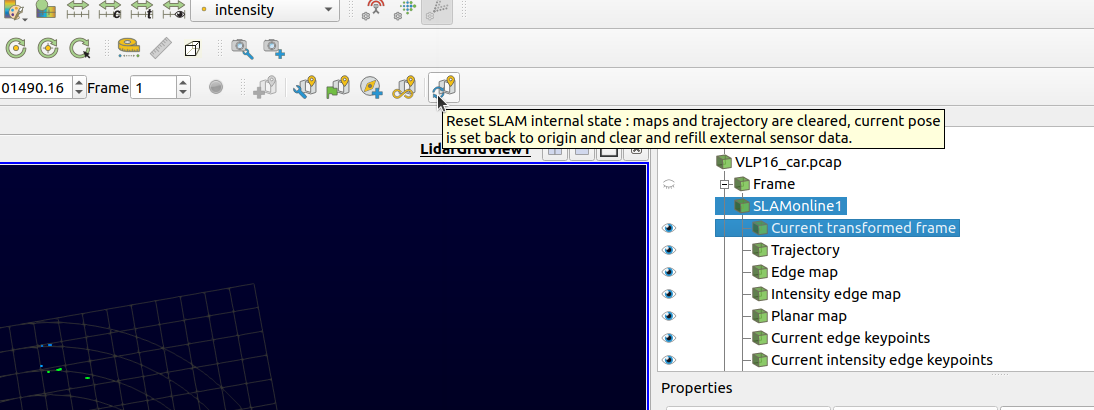 intensity
01490.16
Frame 1
Reset SLAM internal state : maps and trajectory are cleared, current pose
is set back to origin and clear and refill external sensor data.
LidarGridView1
VLP16_car.pcap
Frame
SLAMonline1
Current transformed frame
Trajectory
Edge map
Intensity edge map
Planar map
Current edge keypoints
Current intensity edge keypoints
Properties